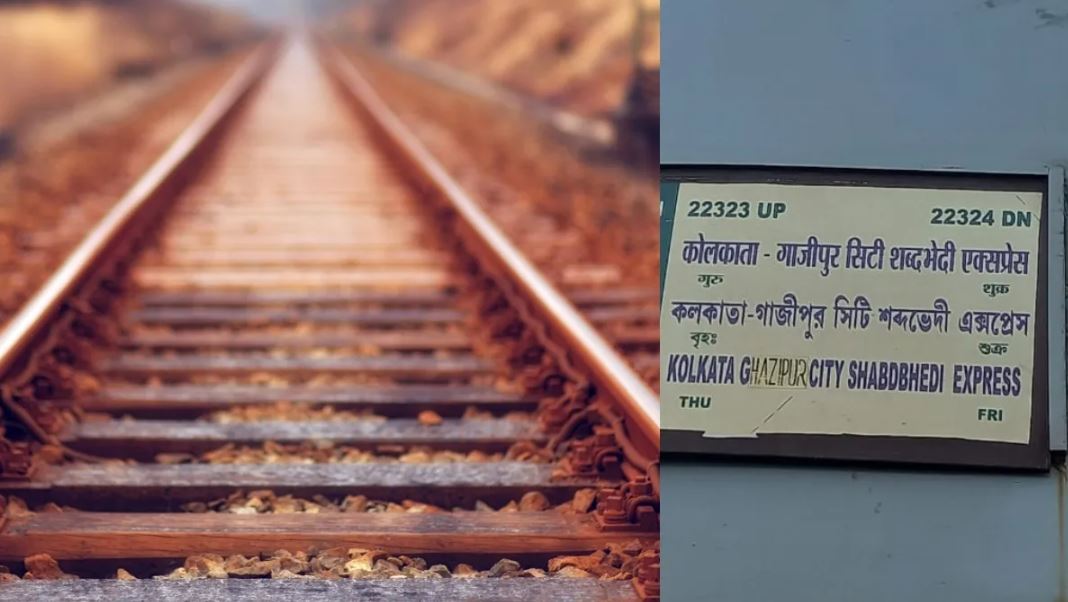 22323 UP 22324 DN
कोलकाता - गाजीपुर सिटी शब्दभेदी एक्सप्रेस
गुरु शुक्र
কলকাতা-গাজীপুর সিটি শব্দভেদী এক্সপ্রেস
বৃহঃ শুক্র
KOLKATA GHAZIPUR CITY SHABDBHEDI EXPRESS
THU FRI